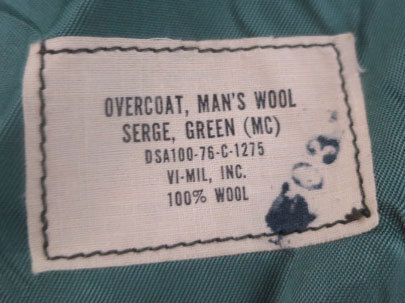 OVERCOAT, MAN'S WOOL
SERGE, GREEN (MC)
DSA100-76-C-1275
VI-MIL, INC.
100% WOOL